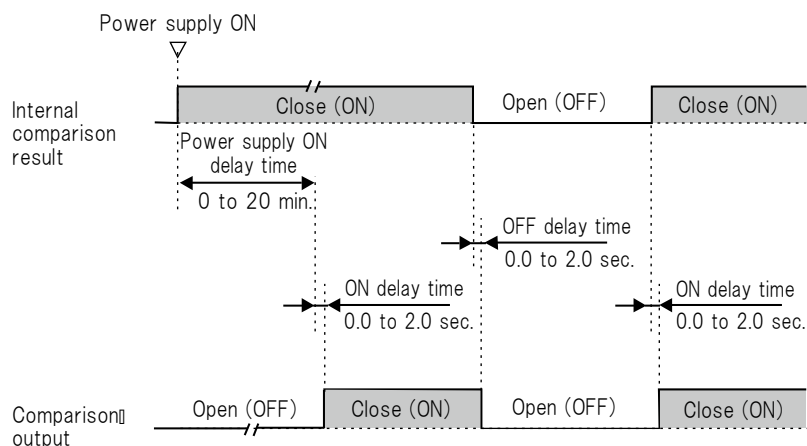 Power supply ON
Internal
comparison
result
Close (ON)
Open (OFF)
Close (ON)
Power supply ON
delay time
0 to 20 min.
OFF delay time
0.0 to 2.0 sec.
ON delay time
0.0 to 2.0 sec.
ON delay time
0.0 to 2.0 sec.
Comparison▯
output
Open (OFF)
Close (ON)
Open (OFF)
Close (ON)